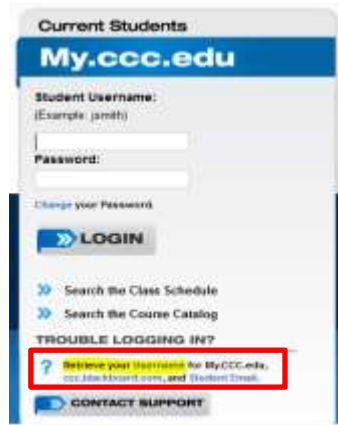 Current Students
My.ccc.edu
Student Username:
(Example: jsmith)
Password:
Change your Password
LOGIN
Search the Class Schedule
Search the Course Catalog
TROUBLE LOGGING IN?
? Retrieve your Username for My.CCC.edu,
ccc.blackboard.com, and Student Email.
CONTACT SUPPORT